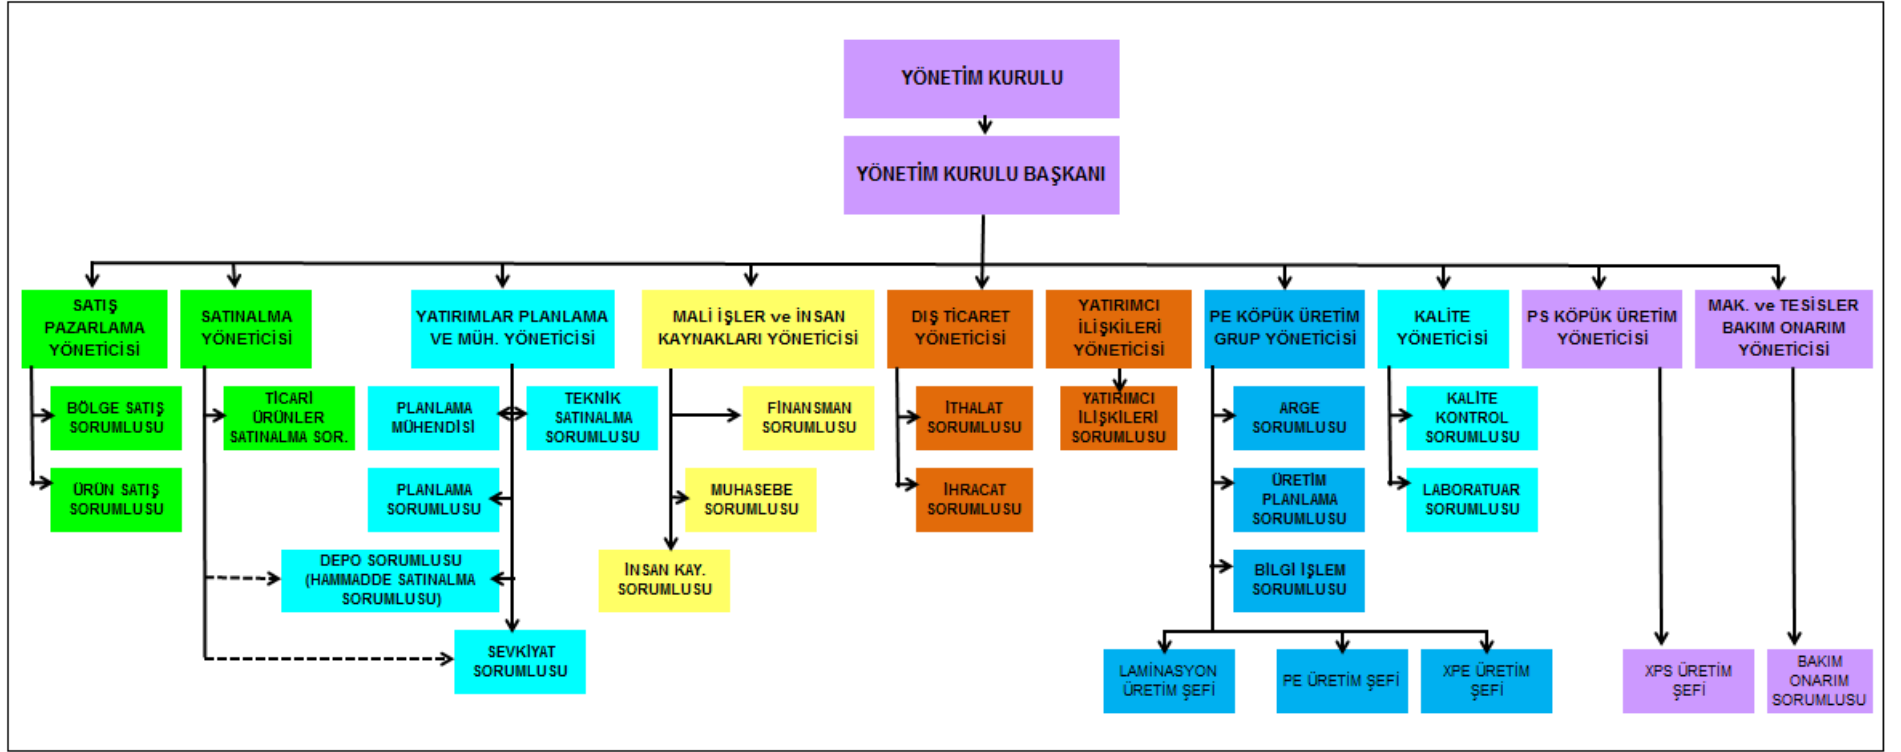 YÖNETİM KURULU
YÖNETİM KURULU BAŞKANI
SATIŞ
PAZARLAMA
YÖNETİCİSİ
SATINALMA
YÖNETİCİSİ
YATIRIMLAR PLANLAMA
VE MÜH. YÖNETİCİSİ
MALİ İŞLER ve İNSAN
KAYNAKLARI YÖNETİCİSİ
DIŞ TİCARET
YÖNETİCİSİ
YATIRIMCI
İLİŞKİLERİ
YÖNETİCİSİ
PE KÖPÜK ÜRETİM
GRUP YÖNETİCİSİ
KALİTE
YÖNETİCİSİ
PS KÖPÜK ÜRETİM
YÖNETİCİSİ
MAK. ve TESİSLER
BAKIM ONARIM
YÖNETİCİSİ
BÖLGE SATIŞ
SORUMLUSU
TİCARİ
ÜRÜNLER
SATINALMA SOR.
PLANLAMA
MÜHENDİSİ
TEKNİK
SATINALMA
SORUMLUSU
FİNANSMAN
SORUMLUSU
İTHALAT
SORUMLUSU
YATIRIMCI
İLİŞKİLERİ
SORUMLUSU
ARGE
SORUMLUSU
KALİTE
KONTROL
SORUMLUSU
ÜRÜN SATIŞ
SORUMLUSU
PLANLAMA
SORUMLUSU
MUHASEBE
SORUMLUSU
İHRACAT
SORUMLUSU
ÜRETİM
PLANLAMA
SORUMLUSU
LABORATUAR
SORUMLUSU
DEPO SORUMLUSU
(HAMMADDE SATINALMA
SORUMLUSU)
İNSAN KAY.
SORUMLUSU
BİLGİ İŞLEM
SORUMLUSU
SEVKİYAT
SORUMLUSU
LAMİNASYON
ÜRETİM ŞEFİ
PE ÜRETİM ŞEFİ
XPE ÜRETİM
ŞEFİ
XPS ÜRETİM
ŞEFİ
BAKIM
ONARIM
SORUMLUSU